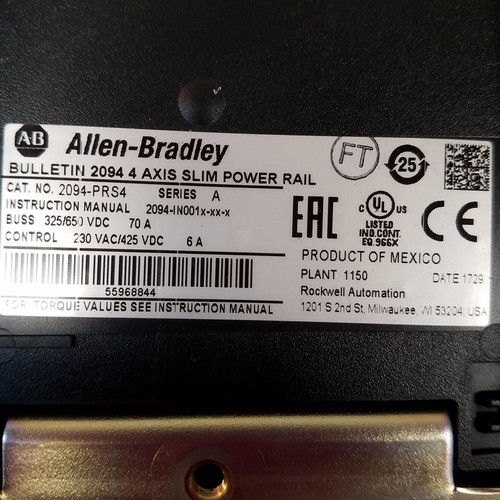 AB Allen-Bradley FT 25
BULLETIN 2094 4 AXIS SLIM POWER RAIL
CAT. NO. 2094-PRS4 SERIES A
INSTRUCTION MANUAL 2094-IN001x-xx-x
BUSS 325/650 VDC 70 A
CONTROL 230 VAC/425 VDC 6 A
55968844
FOR TORQUE VALUES SEE INSTRUCTION MANUAL
EAC
C UL US
LISTED
IND.CONT.
EQ.966X
CE
PRODUCT OF MEXICO
PLANT 1150 DATE 1729
Rockwell Automation
1201 S 2nd St, Milwaukee, WI 53204, USA